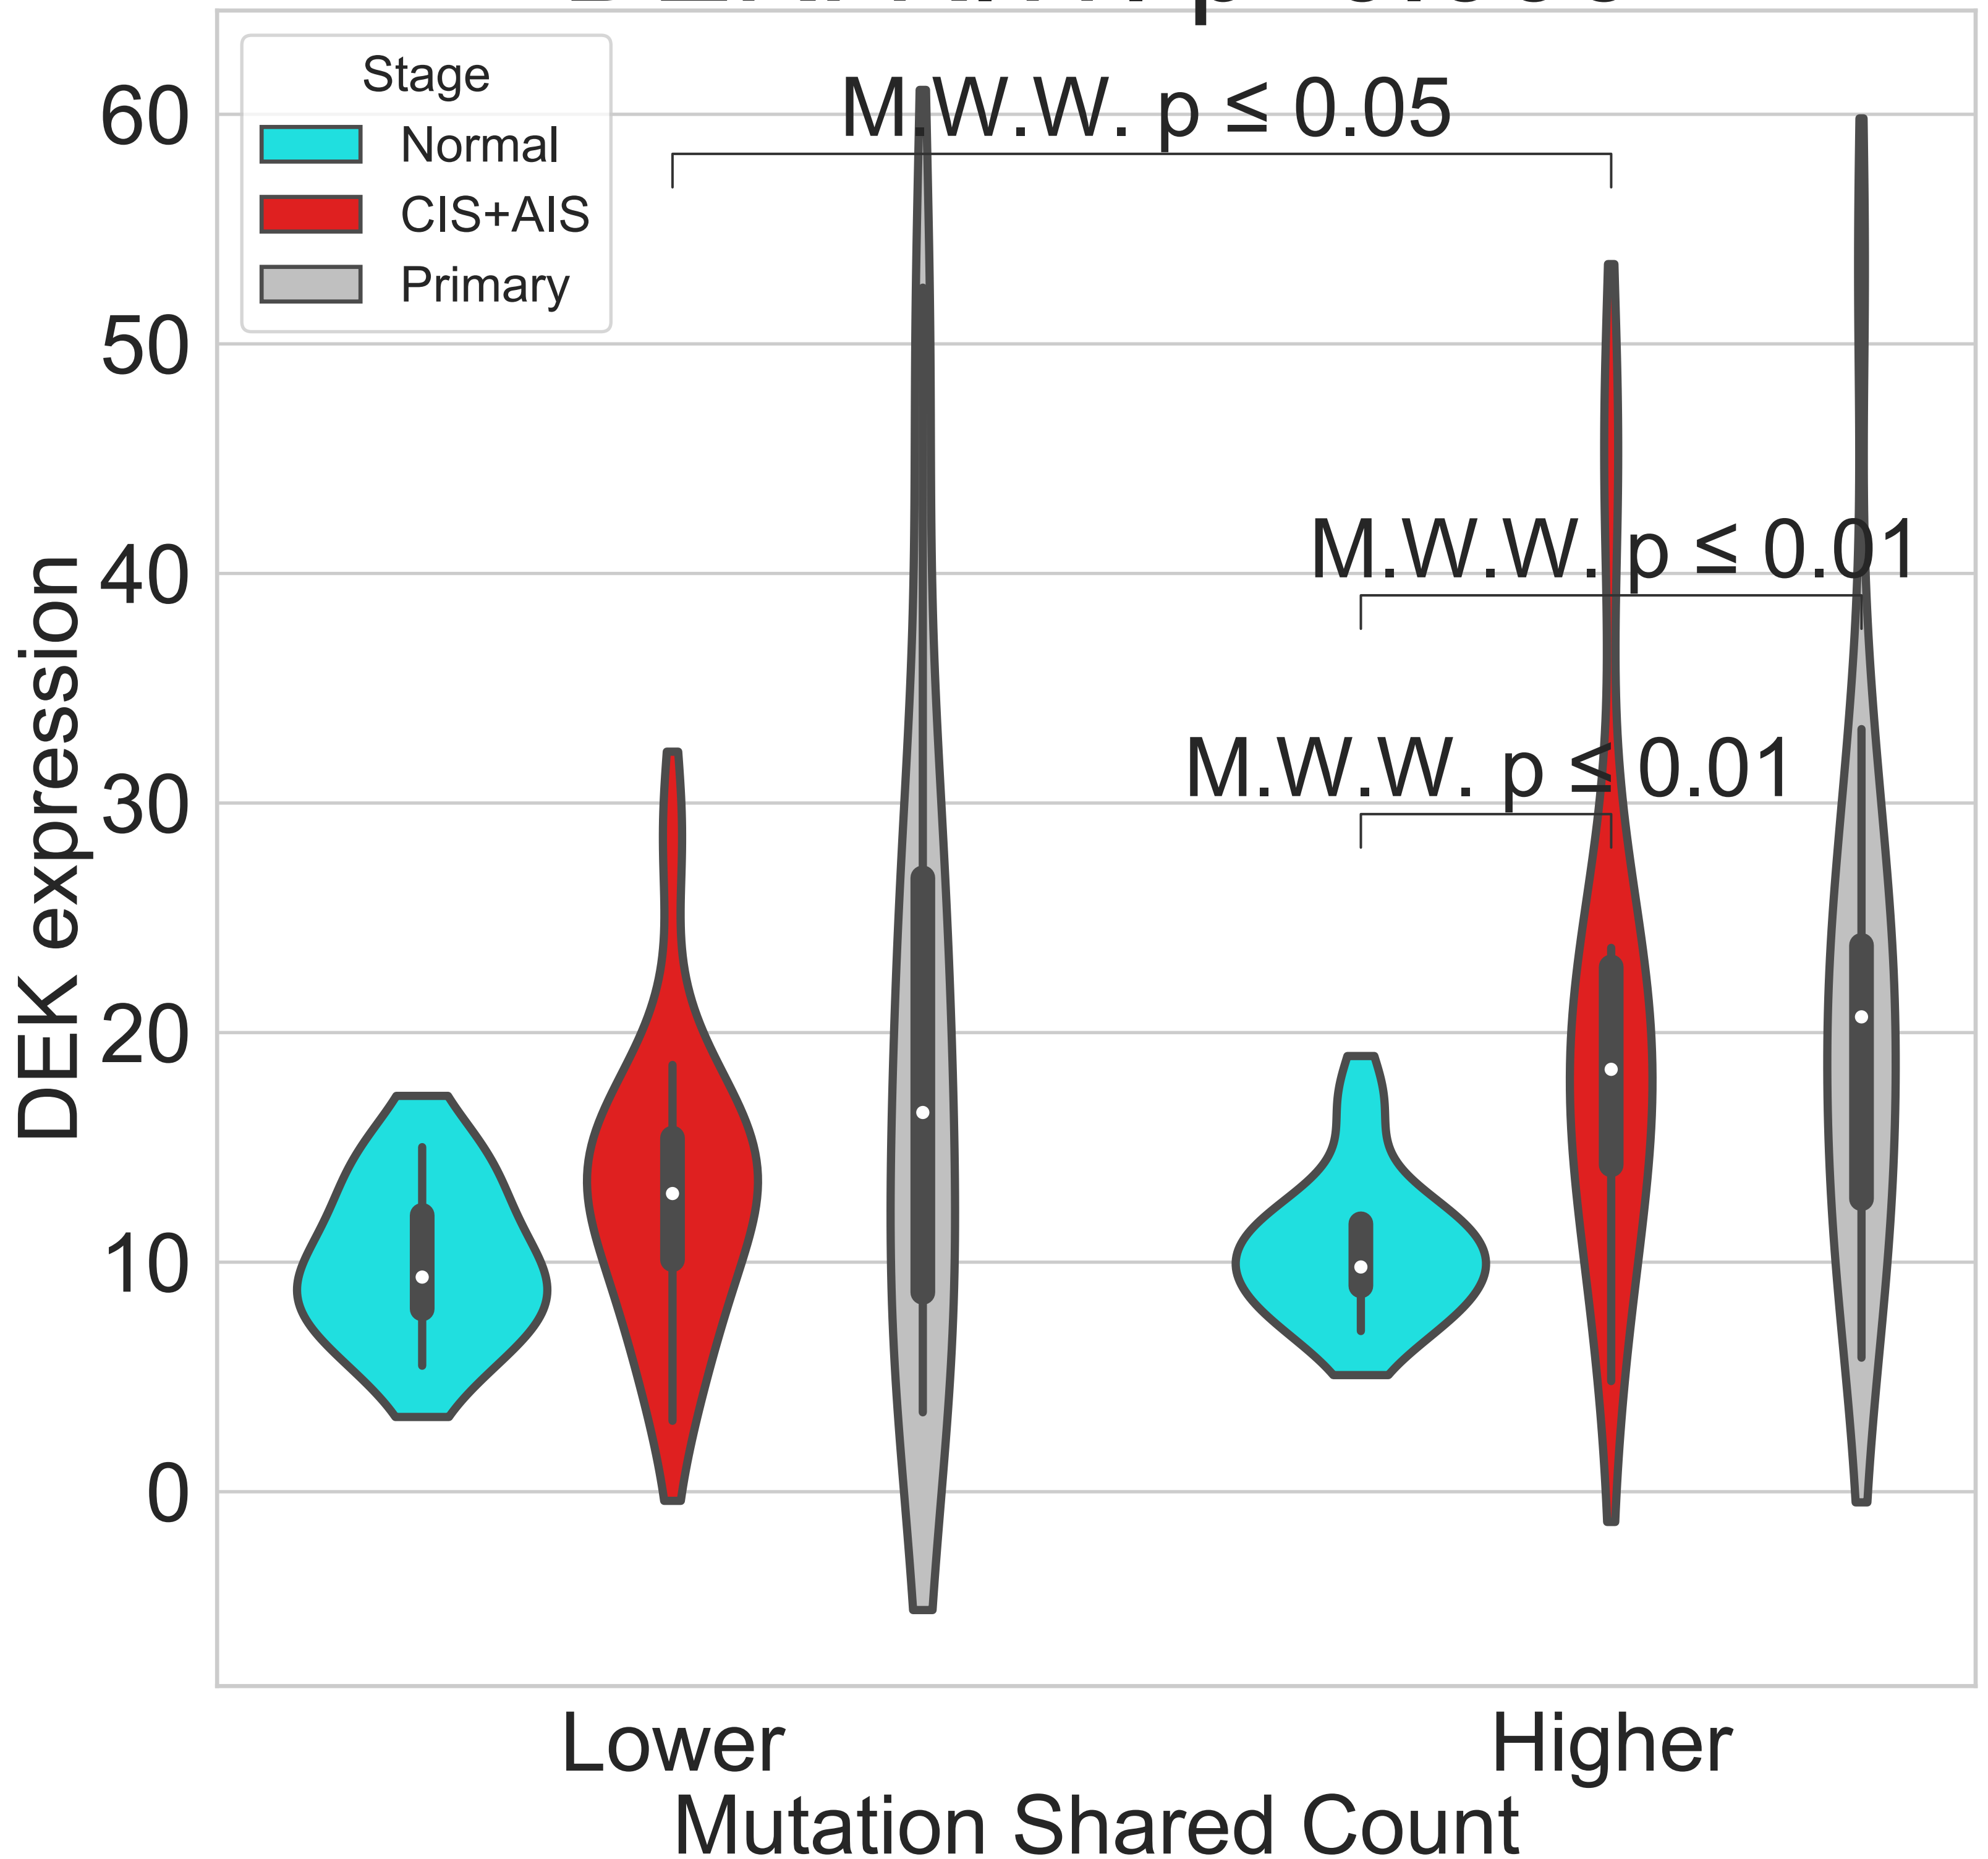 Stage
Normal
CIS+AIS
Primary
M.W.W. p ≤ 0.05
M.W.W. p ≤ 0.01
M.W.W. p ≤ 0.01
60
50
40
30
20
10
0
DEK expression
Lower
Higher
Mutation Shared Count